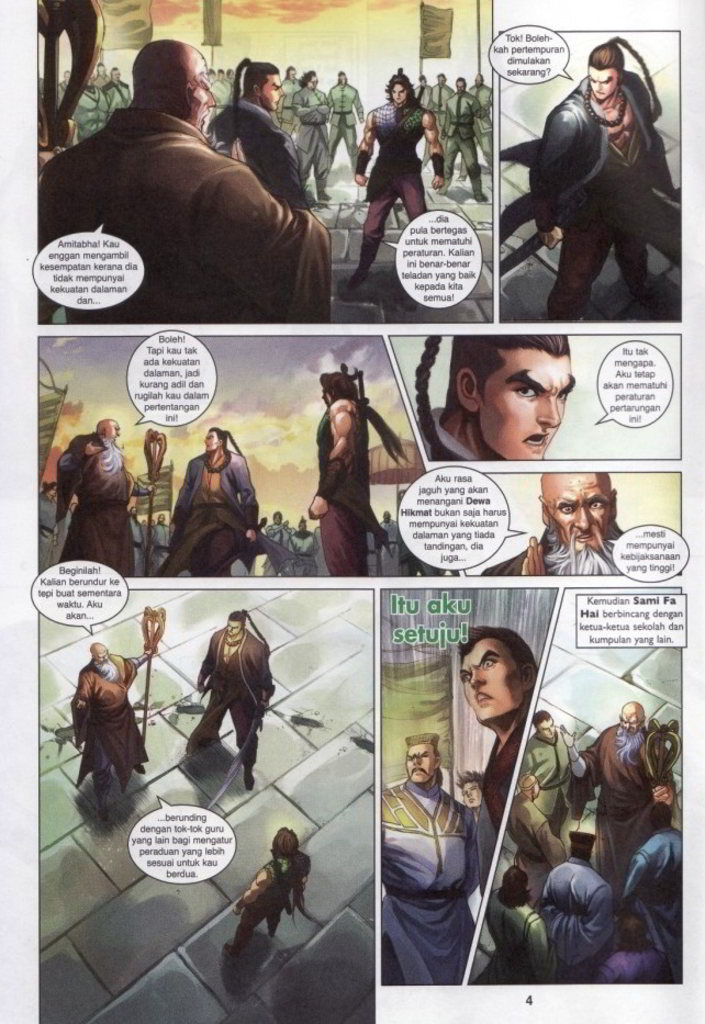 Amitabha! Kau
enggan mengambil
kesempatan kerana dia
tidak mempunyai
kekuatan dalaman
dan...
...dia
pula bertegas
untuk mematuhi
peraturan. Kalian
ini benar-benar
teladan yang baik
kepada kita
semua!
Tok! Boleh-
kah pertempuran
dimulakan
sekarang?
Boleh!
Tapi kau tak
ada kekuatan
dalaman, jadi
kurang adil dan
rugilah kau dalam
pertentangan
ini!
Itu tak
mengapa.
Aku tetap
akan mematuhi
peraturan
pertarungan
ini!
Aku rasa
jaguh yang akan
menangani Dewa
Hikmat bukan saja harus
mempunyai kekuatan
dalaman yang tiada
tandingan, dia
juga...
...mesti
mempunyai
kebijaksanaan
yang tinggi!
Beginilah!
Kalian berundur ke
tepi buat sementara
waktu. Aku
akan...
...berunding
dengan tok-tok guru
yang lain bagi mengatur
peraduan yang lebih
sesuai untuk kau
berdua.
Itu aku
setuju!
Kemudian Sami Fa
Hai berbincang dengan
ketua-ketua sekolah dan
kumpulan yang lain.
4